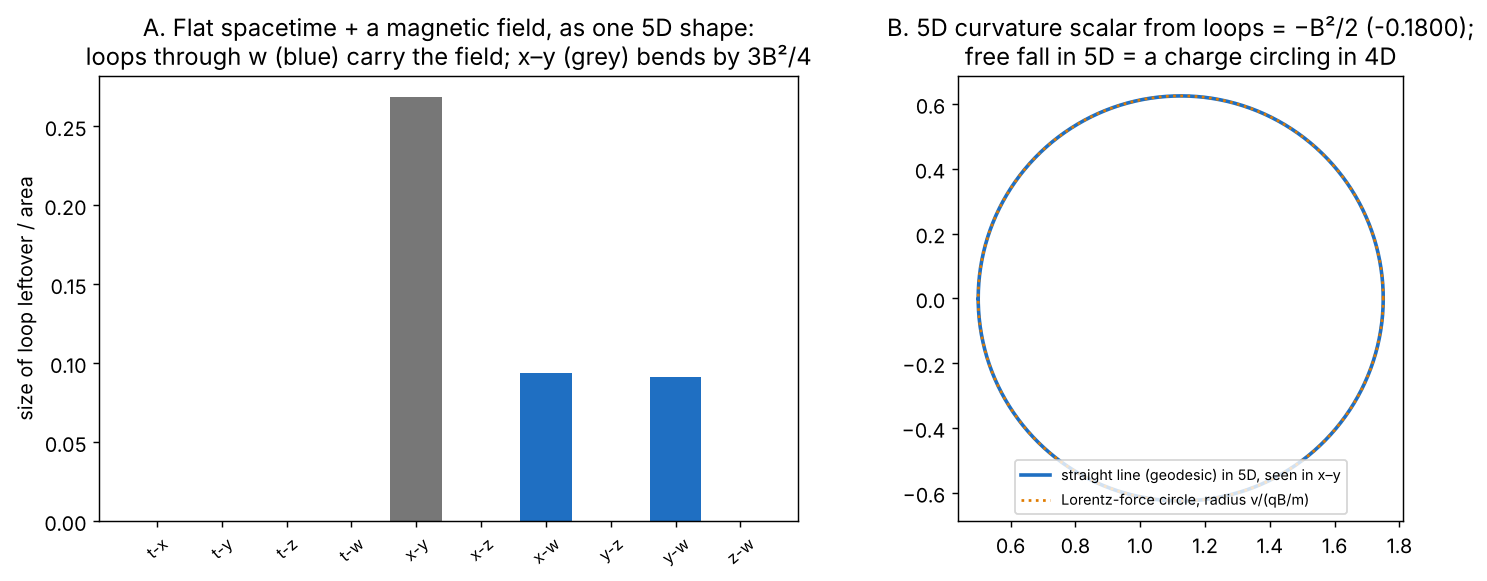 A. Flat spacetime + a magnetic field, as one 5D shape:
loops through w (blue) carry the field; x–y (grey) bends by 3B²/4
size of loop leftover / area
0.25
0.20
0.15
0.10
0.05
0.00
t-x
t-y
t-z
t-w
x-y
x-z
x-w
y-z
y-w
z-w
B. 5D curvature scalar from loops = −B²/2 (-0.1800);
free fall in 5D = a charge circling in 4D
0.6
0.4
0.2
0.0
−0.2
−0.4
−0.6
straight line (geodesic) in 5D, seen in x–y
Lorentz-force circle, radius v/(qB/m)
0.6
0.8
1.0
1.2
1.4
1.6
1.8